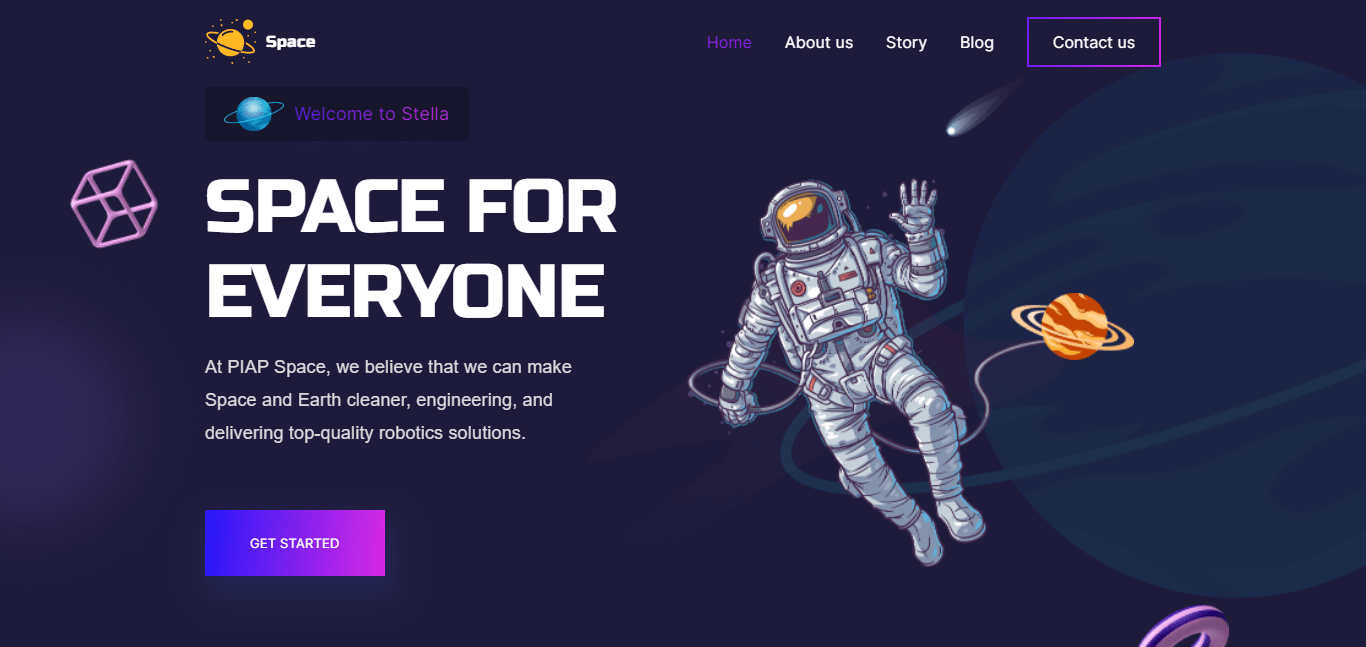 Space
Home
About us
Story
Blog
Contact us
Welcome to Stella
SPACE FOR
EVERYONE
At PIAP Space, we believe that we can make
Space and Earth cleaner, engineering, and
delivering top-quality robotics solutions.
GET STARTED